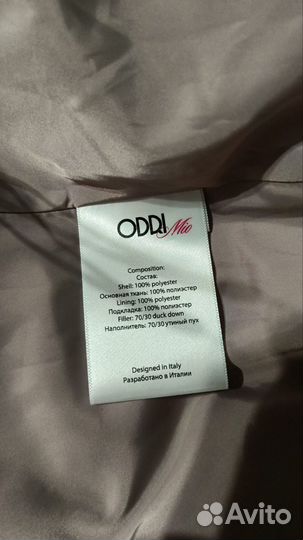 ODRI Mio
Composition:
Состав:
Shell: 100% polyester
Основная ткань: 100% полиэстер
Lining: 100% polyester
Подкладка: 100% полиэстер
Filler: 70/30 duck down
Наполнитель: 70/30 утиный пух
Designed in Italy
Разработано в Италии
Avito